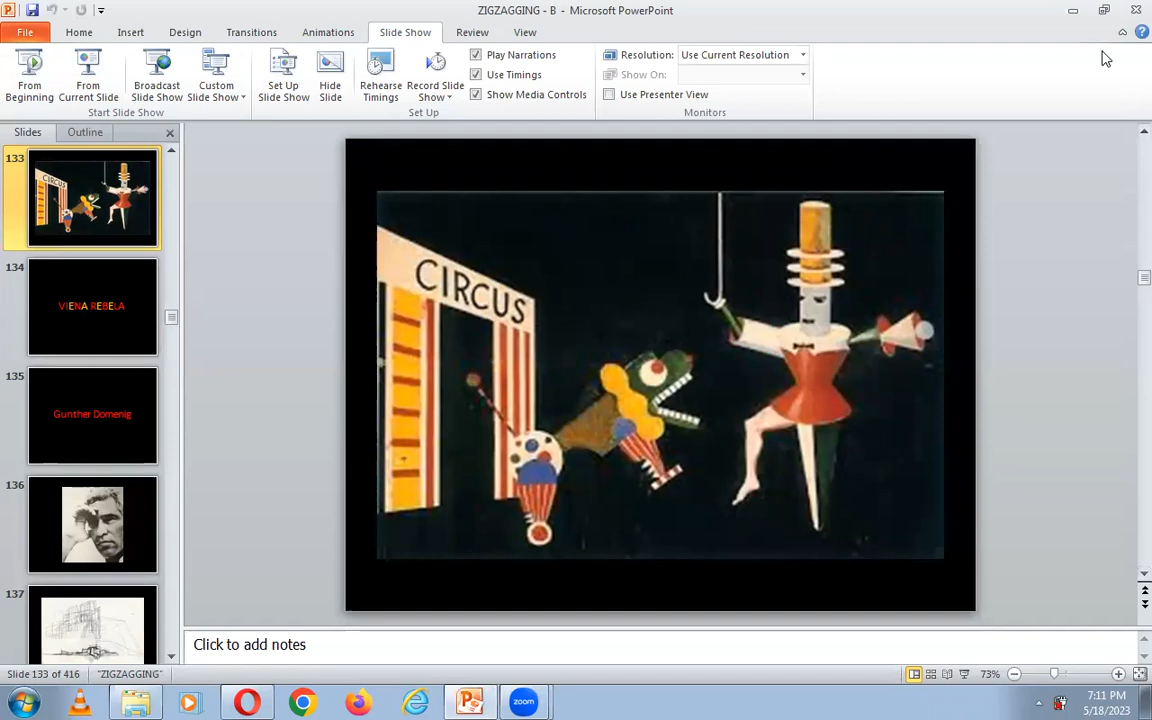 ZIGZAGGING - B - Microsoft PowerPoint
File Home Insert Design Transitions Animations Slide Show Review View
From Beginning
From Current Slide
Broadcast Slide Show
Custom Slide Show
Start Slide Show
Set Up Slide Show
Hide Slide
Rehearse Timings
Record Slide Show
Play Narrations
Use Timings
Show Media Controls
Set Up
Resolution: Use Current Resolution
Show On:
Use Presenter View
Monitors
Slides Outline
133
CIRCUS
134
VIENA REBELA
135
Gunther Domenig
136
137
CIRCUS
Click to add notes
Slide 133 of 416 "ZIGZAGGING" 73%
zoom
7:11 PM
5/18/2023